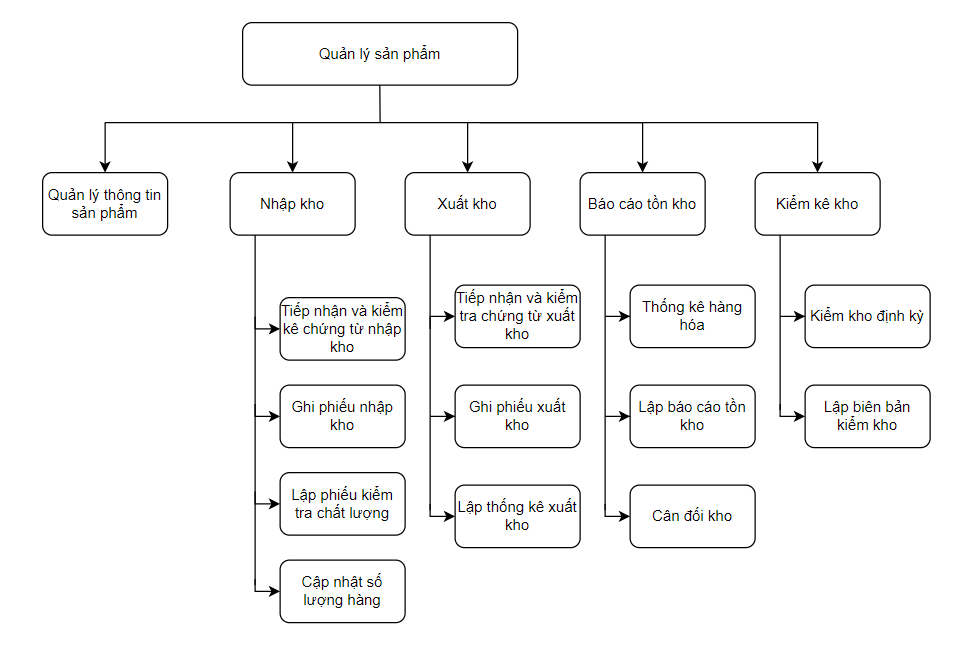 Quản lý sản phẩm
Quản lý thông tin
sản phẩm
Nhập kho
Xuất kho
Báo cáo tồn kho
Kiểm kê kho
Tiếp nhận và kiểm
kê chứng từ nhập
kho
Ghi phiếu nhập
kho
Lập phiếu kiểm
tra chất lượng
Cập nhật số
lượng hàng
Tiếp nhận và kiểm
tra chứng từ xuất
kho
Ghi phiếu xuất
kho
Lập thống kê xuất
kho
Thống kê hàng
hóa
Lập báo cáo tồn
kho
Cân đối kho
Kiểm kho định kỳ
Lập biên bản
kiểm kho